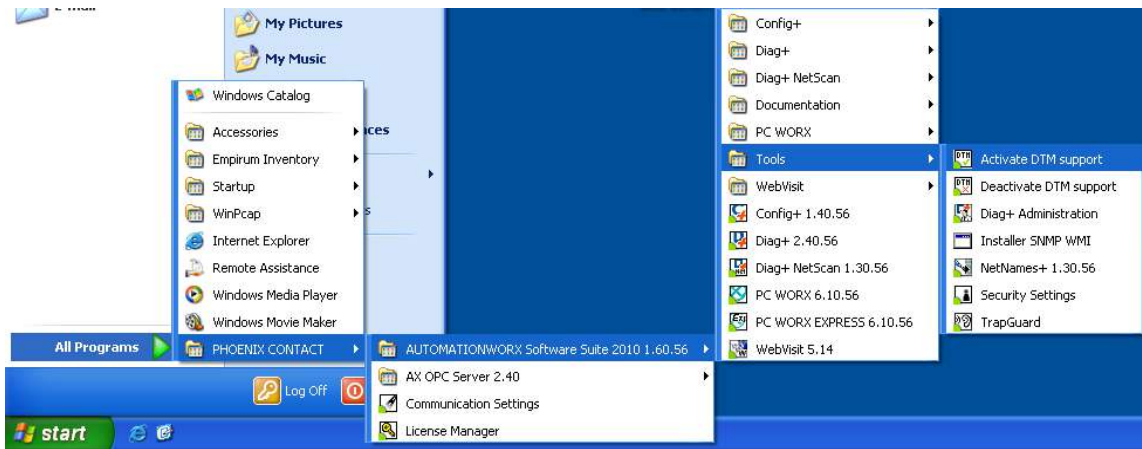 My Pictures
My Music
Windows Catalog
Accessories
Empirum Inventory
Startup
WinPcap
Internet Explorer
Remote Assistance
Windows Media Player
Windows Movie Maker
PHOENIX CONTACT
All Programs
Log Off
start
AUTOMATIONWORX Software Suite 2010 1.60.56
AX OPC Server 2.40
Communication Settings
License Manager
Config+
Diag+
Diag+ NetScan
Documentation
PC WORX
Tools
WebVisit
Config+ 1.40.56
Diag+ 2.40.56
Diag+ NetScan 1.30.56
PC WORX 6.10.56
PC WORX EXPRESS 6.10.56
WebVisit 5.14
Activate DTM support
Deactivate DTM support
Diag+ Administration
Installer SNMP WMI
NetNames+ 1.30.56
Security Settings
TrapGuard